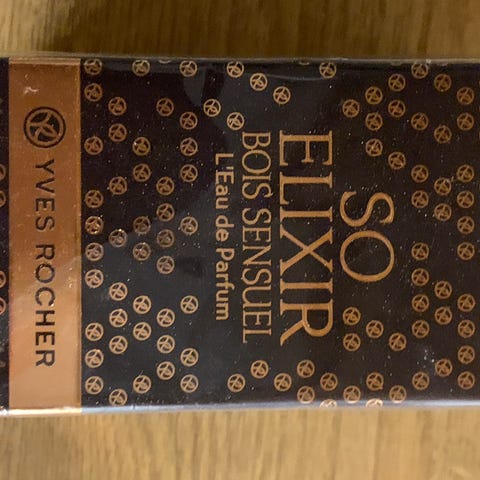 SO
ELIXIR
BOIS SENSUEL
L'Eau de Parfum
YVES ROCHER